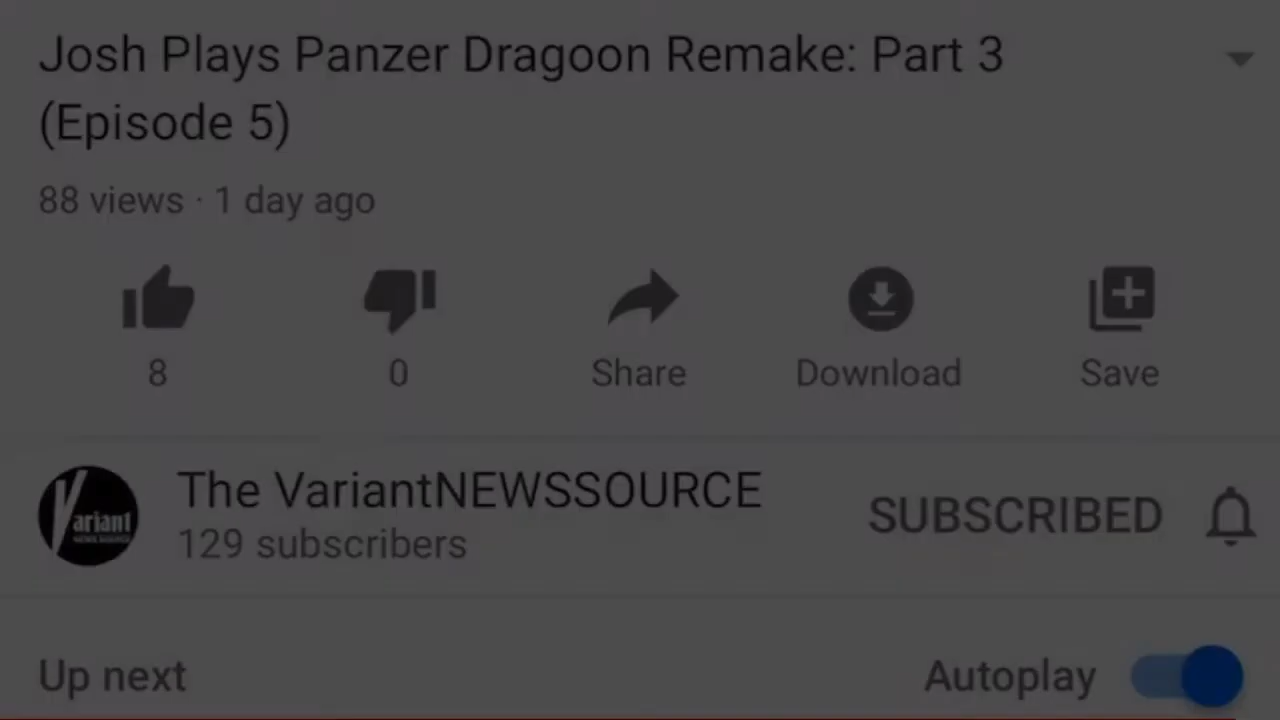 Josh Plays Panzer Dragoon Remake: Part 3
(Episode 5)
88 views · 1 day ago
8
0
Share
Download
Save
Variant
The VariantNEWSSOURCE
SUBSCRIBED
129 subscribers
Up next
Autoplay